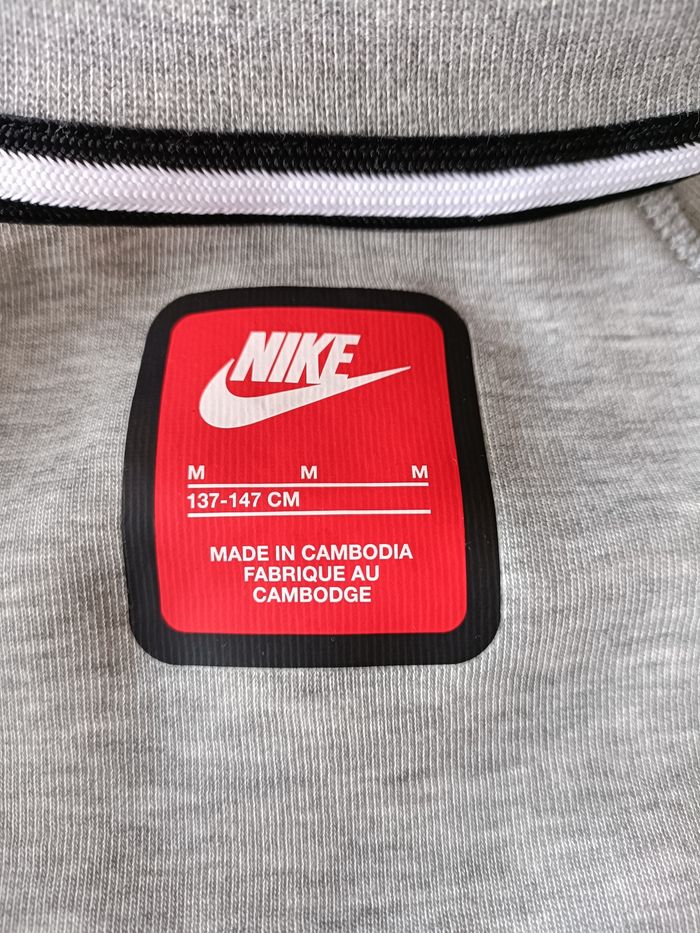 NIKE
M M M
137-147 CM
MADE IN CAMBODIA
FABRIQUE AU
CAMBODGE